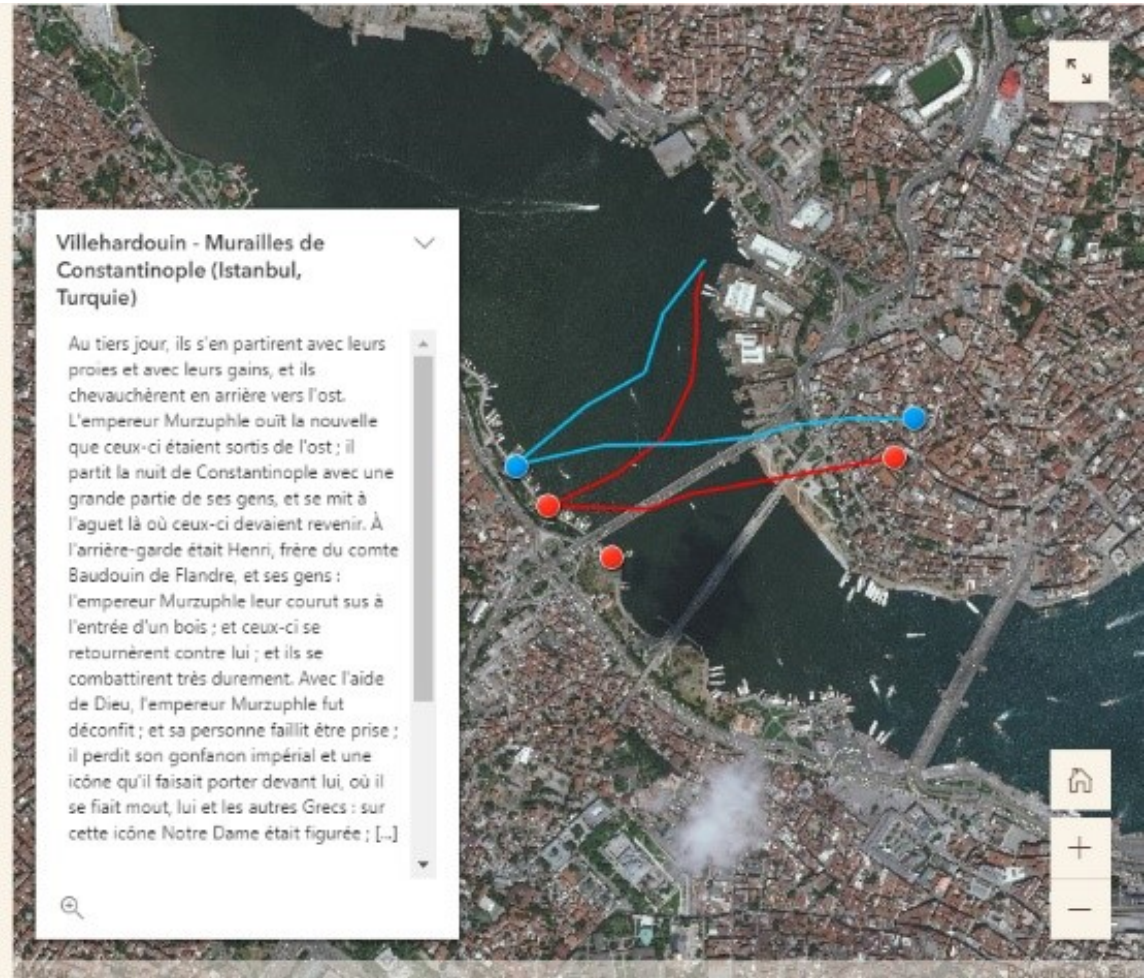 Villehardouin - Murailles de
Constantinople (Istanbul,
Turquie)
Au tiers jour, ils s'en partirent avec leurs
proies et avec leurs gains, et ils
chevauchèrent en arrière vers l'ost.
L'empereur Murzuphle ouït la nouvelle
que ceux-ci étaient sortis de l'ost ; il
partit la nuit de Constantinople avec une
grande partie de ses gens, et se mit à
l'aguet là où ceux-ci devaient revenir. À
l'arrière-garde était Henri, frère du comte
Baudouin de Flandre, et ses gens :
l'empereur Murzuphle leur courut sus à
l'entrée d'un bois ; et ceux-ci se
retournèrent contre lui ; et ils se
combattirent très durement. Avec l'aide
de Dieu, l'empereur Murzuphle fut
déconfit ; et sa personne faillit être prise ;
il perdit son gonfanon impérial et une
icône qu'il faisait porter devant lui, où il
se fiait mout, lui et les autres Grecs : sur
cette icône Notre Dame était figurée ; [...]